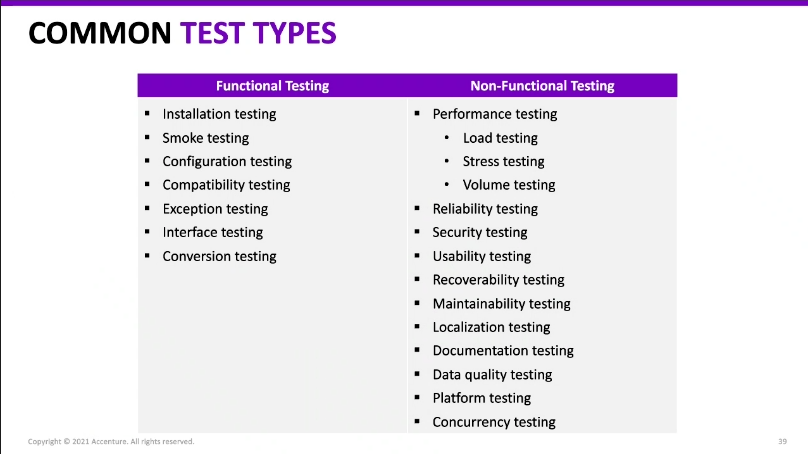 COMMON TEST TYPES
Functional Testing
▪ Installation testing
▪ Smoke testing
▪ Configuration testing
▪ Compatibility testing
▪ Exception testing
▪ Interface testing
▪ Conversion testing
Non-Functional Testing
▪ Performance testing
• Load testing
• Stress testing
• Volume testing
▪ Reliability testing
▪ Security testing
▪ Usability testing
▪ Recoverability testing
▪ Maintainability testing
▪ Localization testing
▪ Documentation testing
▪ Data quality testing
▪ Platform testing
▪ Concurrency testing
Copyright © 2021 Accenture. All rights reserved.
39